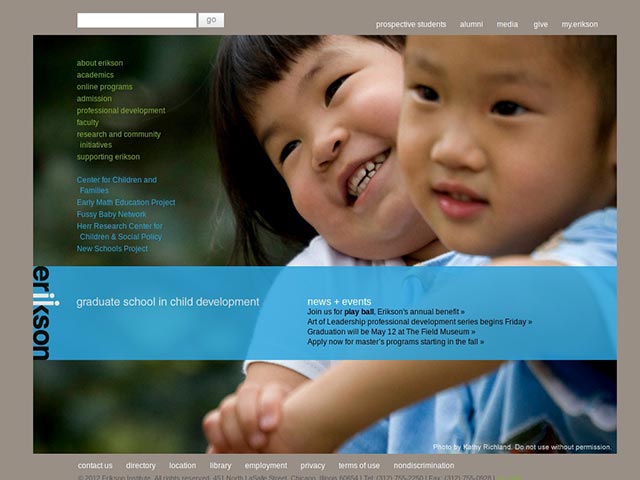 go
prospective students alumni media give my.erikson
about erikson
academics
online programs
admission
professional development
faculty
research and community
initiatives
supporting erikson
Center for Children and
Families
Early Math Education Project
Fussy Baby Network
Herr Research Center for
Children & Social Policy
New Schools Project
erikson
graduate school in child development
news + events
Join us for play ball, Erikson's annual benefit »
Art of Leadership professional development series begins Friday »
Graduation will be May 12 at The Field Museum »
Apply now for master's programs starting in the fall »
Photo by Kathy Richland. Do not use without permission.
contact us directory location library employment privacy terms of use nondiscrimination
© 2012 Erikson Institute. All rights reserved. 451 North LaSalle Street, Chicago, Illinois 60654 | Tel: (312) 755-2250 | Fax: (312) 755-0928 |